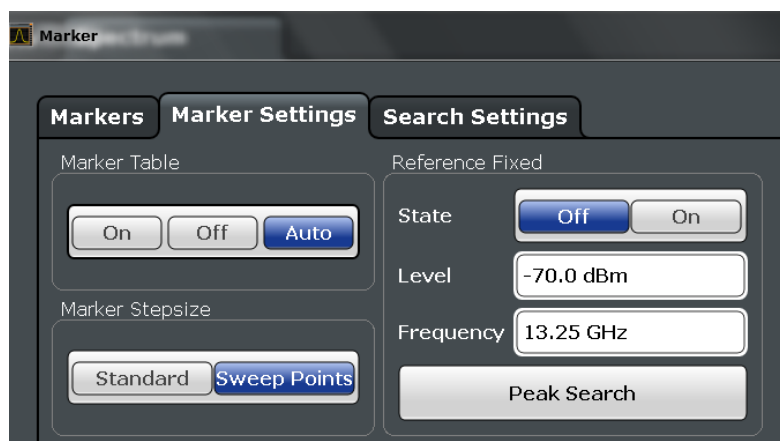 Marker
Markers
Marker Settings
Search Settings
Marker Table
On Off Auto
Marker Stepsize
Standard Sweep Points
Reference Fixed
State Off On
Level -70.0 dBm
Frequency 13.25 GHz
Peak Search